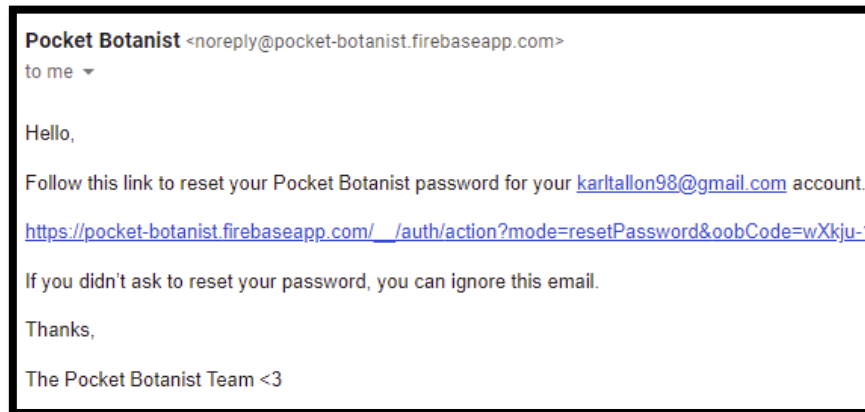 Pocket Botanist <noreply@pocket-botanist.firebaseapp.com>
to me
Hello,
Follow this link to reset your Pocket Botanist password for your karltallon98@gmail.com account.
https://pocket-botanist.firebaseapp.com/__/auth/action?mode=resetPassword&oobCode=wXkju-
If you didn’t ask to reset your password, you can ignore this email.
Thanks,
The Pocket Botanist Team <3